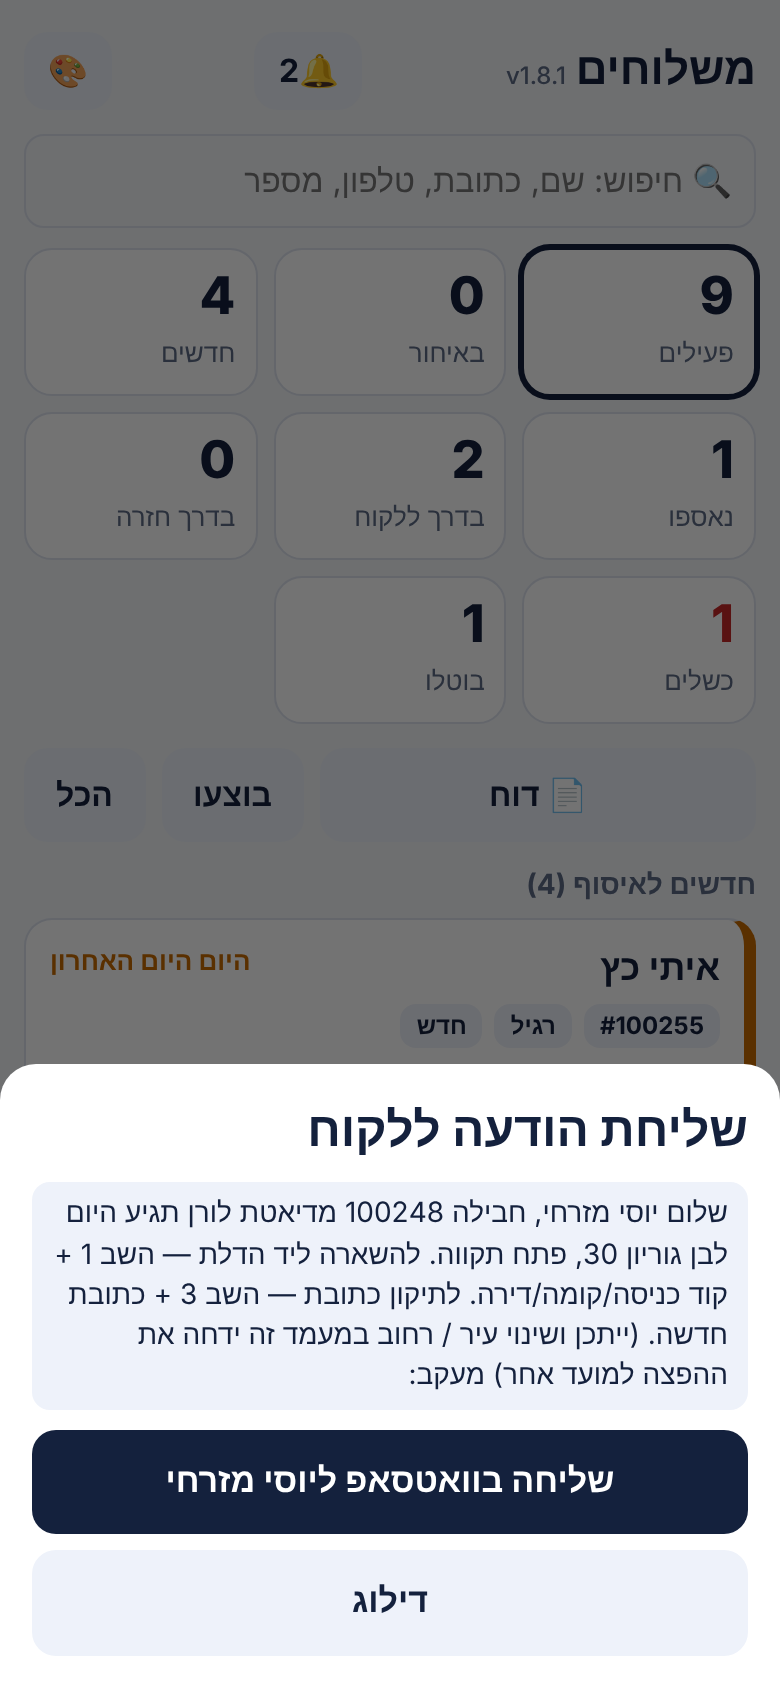 משלוחים v1.8.1
🔔2
🎨
🔍 חיפוש: שם, כתובת, טלפון, מספר
9
פעילים
0
באיחור
4
חדשים
1
נאספו
2
בדרך ללקוח
0
בדרך חזרה
1
כשלים
1
בוטלו
📄 דוח
בוצעו
הכל
חדשים לאיסוף (4)
איתי כץ
היום היום האחרון
#100255
רגיל
חדש
שליחת הודעה ללקוח
שלום יוסי מזרחי, חבילה 100248 מדיאטת לורן תגיע היום
לבן גוריון 30, פתח תקווה. להשארה ליד הדלת — השב 1 +
קוד כניסה/קומה/דירה. לתיקון כתובת — השב 3 + כתובת
חדשה. (ייתכן ושינוי עיר / רחוב במעמד זה ידחה את
ההפצה למועד אחר) מעקב:
שליחה בוואטסאפ ליוסי מזרחי
דילוג